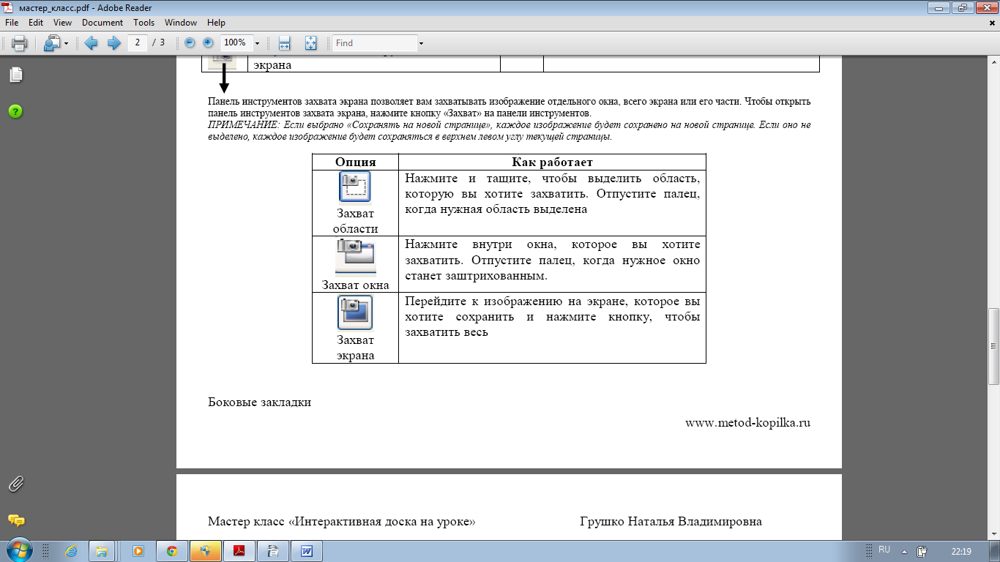 мастер_класс.pdf - Adobe Reader
File Edit View Document Tools Window Help
2 / 3 100% Find
экрана
Панель инструментов захвата экрана позволяет вам захватывать изображение отдельного окна, всего экрана или его части. Чтобы открыть
панель инструментов захвата экрана, нажмите кнопку «Захват» на панели инструментов.
ПРИМЕЧАНИЕ: Если выбрано «Сохранять на новой странице», каждое изображение будет сохранено на новой странице. Если оно не
выделено, каждое изображение будет сохраняться в верхнем левом углу текущей страницы.
Опция Как работает
Захват
области
Нажмите и тащите, чтобы выделить область,
которую вы хотите захватить. Отпустите палец,
когда нужная область выделена
Захват окна
Нажмите внутри окна, которое вы хотите
захватить. Отпустите палец, когда нужное окно
станет заштрихованным.
Захват
экрана
Перейдите к изображению на экране, которое вы
хотите сохранить и нажмите кнопку, чтобы
захватить весь
Боковые закладки
www.metod-kopilka.ru
Мастер класс «Интерактивная доска на уроке» Грушко Наталья Владимировна
RU 22:19